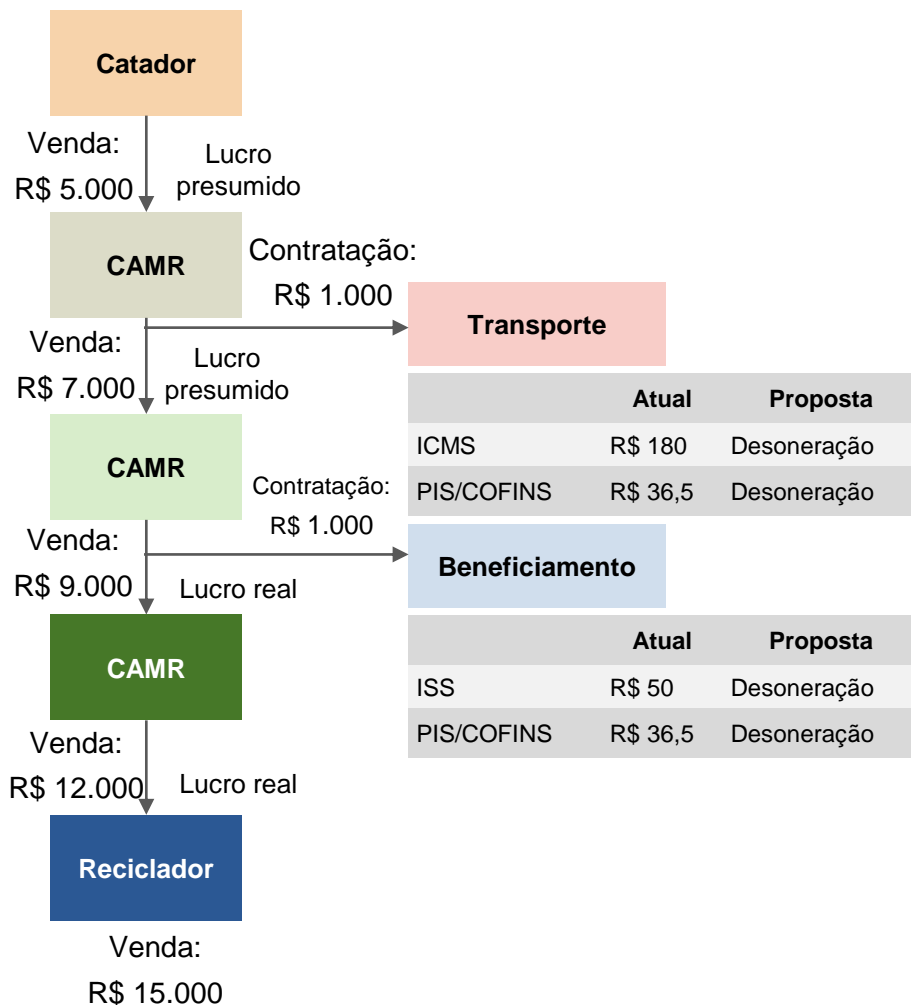 Catador
Venda:
R$ 5.000
Lucro
presumido
CAMR
Contratação:
R$ 1.000
Transporte
Venda:
R$ 7.000
Lucro
presumido
Atual Proposta
ICMS R$ 180 Desoneração
PIS/COFINS R$ 36,5 Desoneração
CAMR
Contratação:
R$ 1.000
Beneficiamento
Venda:
R$ 9.000
Lucro real
Atual Proposta
ISS R$ 50 Desoneração
PIS/COFINS R$ 36,5 Desoneração
CAMR
Venda:
R$ 12.000
Lucro real
Reciclador
Venda:
R$ 15.000